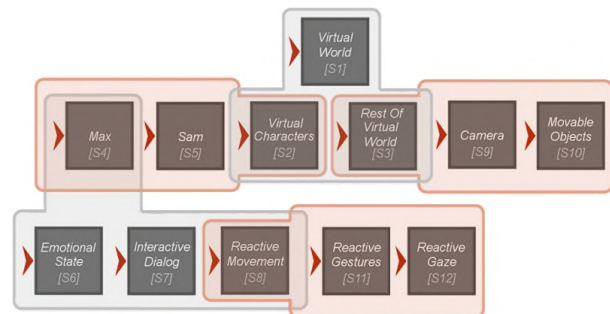 Virtual
World
[S1]
Max
[S4]
Sam
[S5]
Virtual
Characters
[S2]
Rest Of
Virtual
World
[S3]
Camera
[S9]
Movable
Objects
[S10]
Emotional
State
[S6]
Interactive
Dialog
[S7]
Reactive
Movement
[S8]
Reactive
Gestures
[S11]
Reactive
Gaze
[S12]